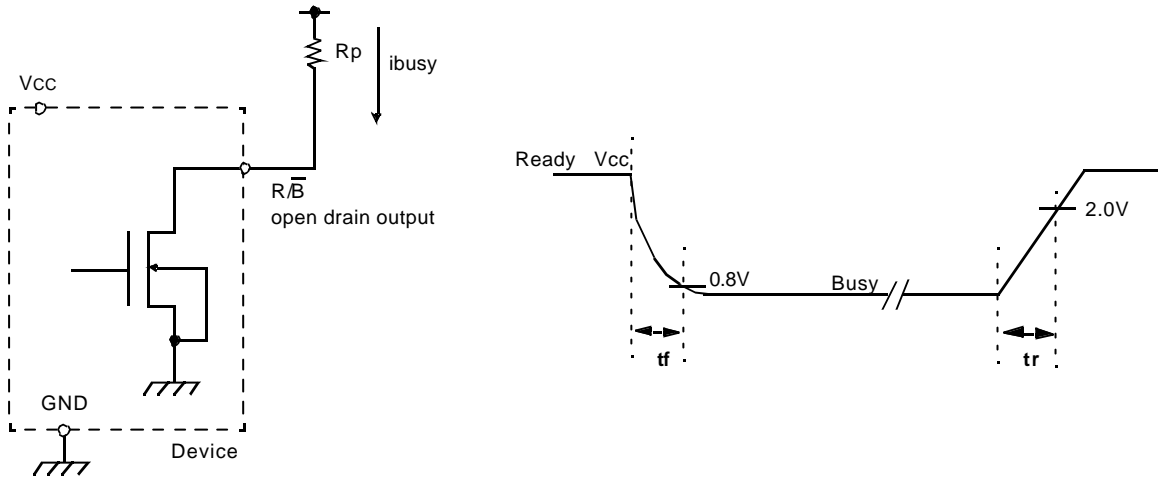 Rp
ibusy
VCC
R/B̅
open drain output
GND
Device
Ready Vcc
2.0V
0.8V
Busy
tf
tr